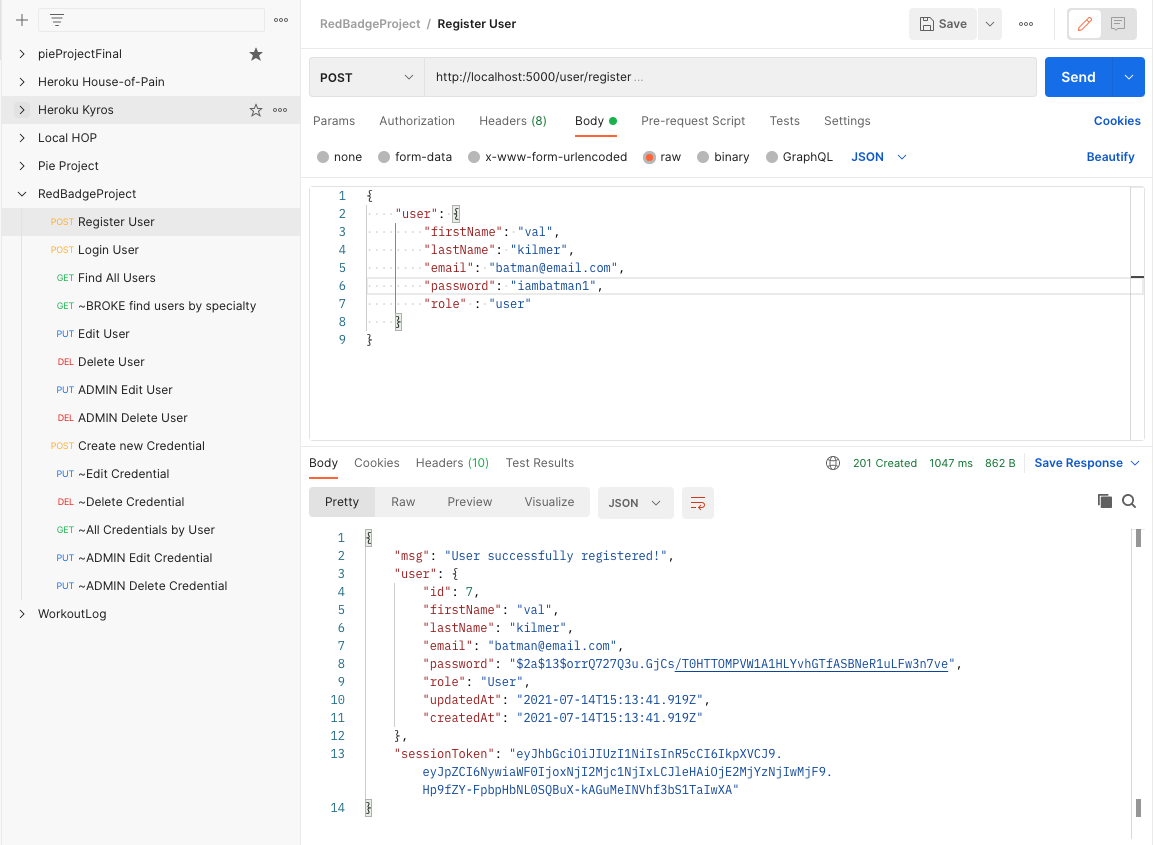 pieProjectFinal
Heroku House-of-Pain
Heroku Kyros
Local HOP
Pie Project
RedBadgeProject
POST Register User
POST Login User
GET Find All Users
GET ~BROKE find users by specialty
PUT Edit User
DEL Delete User
PUT ADMIN Edit User
DEL ADMIN Delete User
POST Create new Credential
PUT ~Edit Credential
DEL ~Delete Credential
GET ~All Credentials by User
PUT ~ADMIN Edit Credential
PUT ~ADMIN Delete Credential
WorkoutLog
RedBadgeProject / Register User
Save
POST http://localhost:5000/user/register ...
Send
Params Authorization Headers (8) Body Pre-request Script Tests Settings Cookies
none form-data x-www-form-urlencoded raw binary GraphQL JSON Beautify
1 {
2 "user": {
3 "firstName": "val",
4 "lastName": "kilmer",
5 "email": "batman@email.com",
6 "password": "iambatman1",
7 "role" : "user"
8 }
9 }
Body Cookies Headers (10) Test Results 201 Created 1047 ms 862 B Save Response
Pretty Raw Preview Visualize JSON
1 {
2 "msg": "User successfully registered!",
3 "user": {
4 "id": 7,
5 "firstName": "val",
6 "lastName": "kilmer",
7 "email": "batman@email.com",
8 "password": "$2a$13$orrQ727Q3u.GjCs/T0HTTOMPVW1A1HLYvhGTfASBNeR1uLFw3n7ve",
9 "role": "User",
10 "updatedAt": "2021-07-14T15:13:41.919Z",
11 "createdAt": "2021-07-14T15:13:41.919Z"
12 },
13 "sessionToken": "eyJhbGciOiJIUzI1NiIsInR5cCI6IkpXVCJ9.
eyJpZCI6NywiaWF0IjoxNjI2Mjc1NjIxLCJleHAiOjE2MjYzNjIwMjF9.
Hp9fZY-FpbpHbNL0SQBuX-kAGuMeINVhf3bS1TaIwXA"
14 }